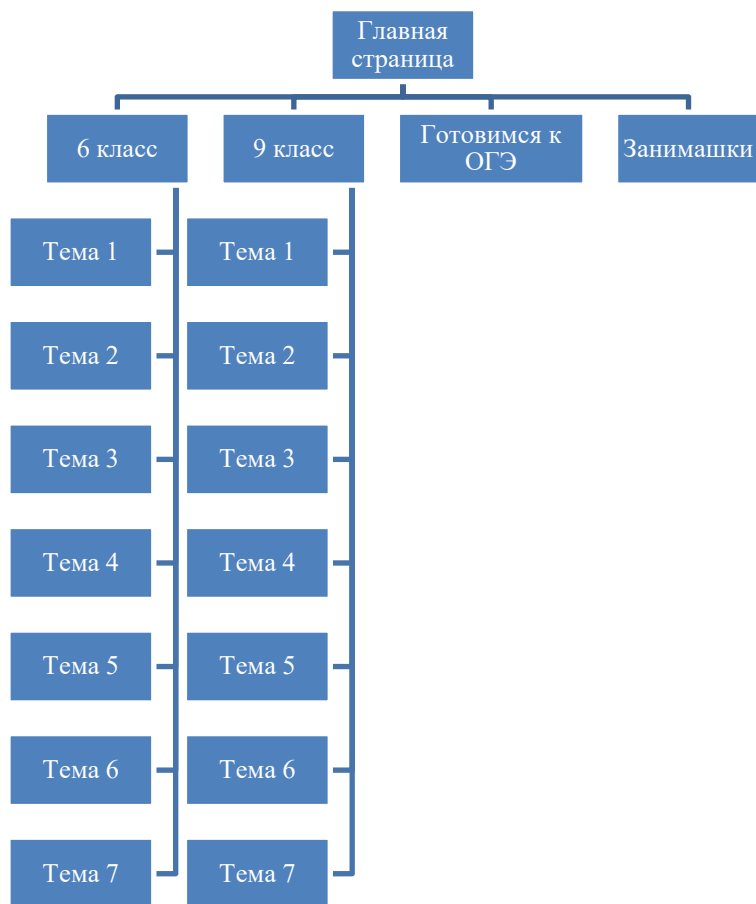 Главная
страница
6 класс
9 класс
Готовимся к
ОГЭ
Занимашки
Тема 1
Тема 1
Тема 2
Тема 2
Тема 3
Тема 3
Тема 4
Тема 4
Тема 5
Тема 5
Тема 6
Тема 6
Тема 7
Тема 7